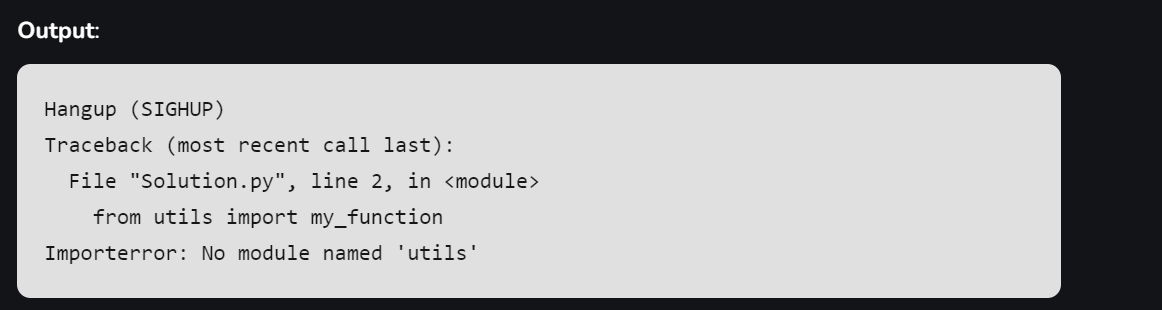 Output:
Hangup (SIGHUP)
Traceback (most recent call last):
  File "Solution.py", line 2, in <module>
    from utils import my_function
Importerror: No module named 'utils'